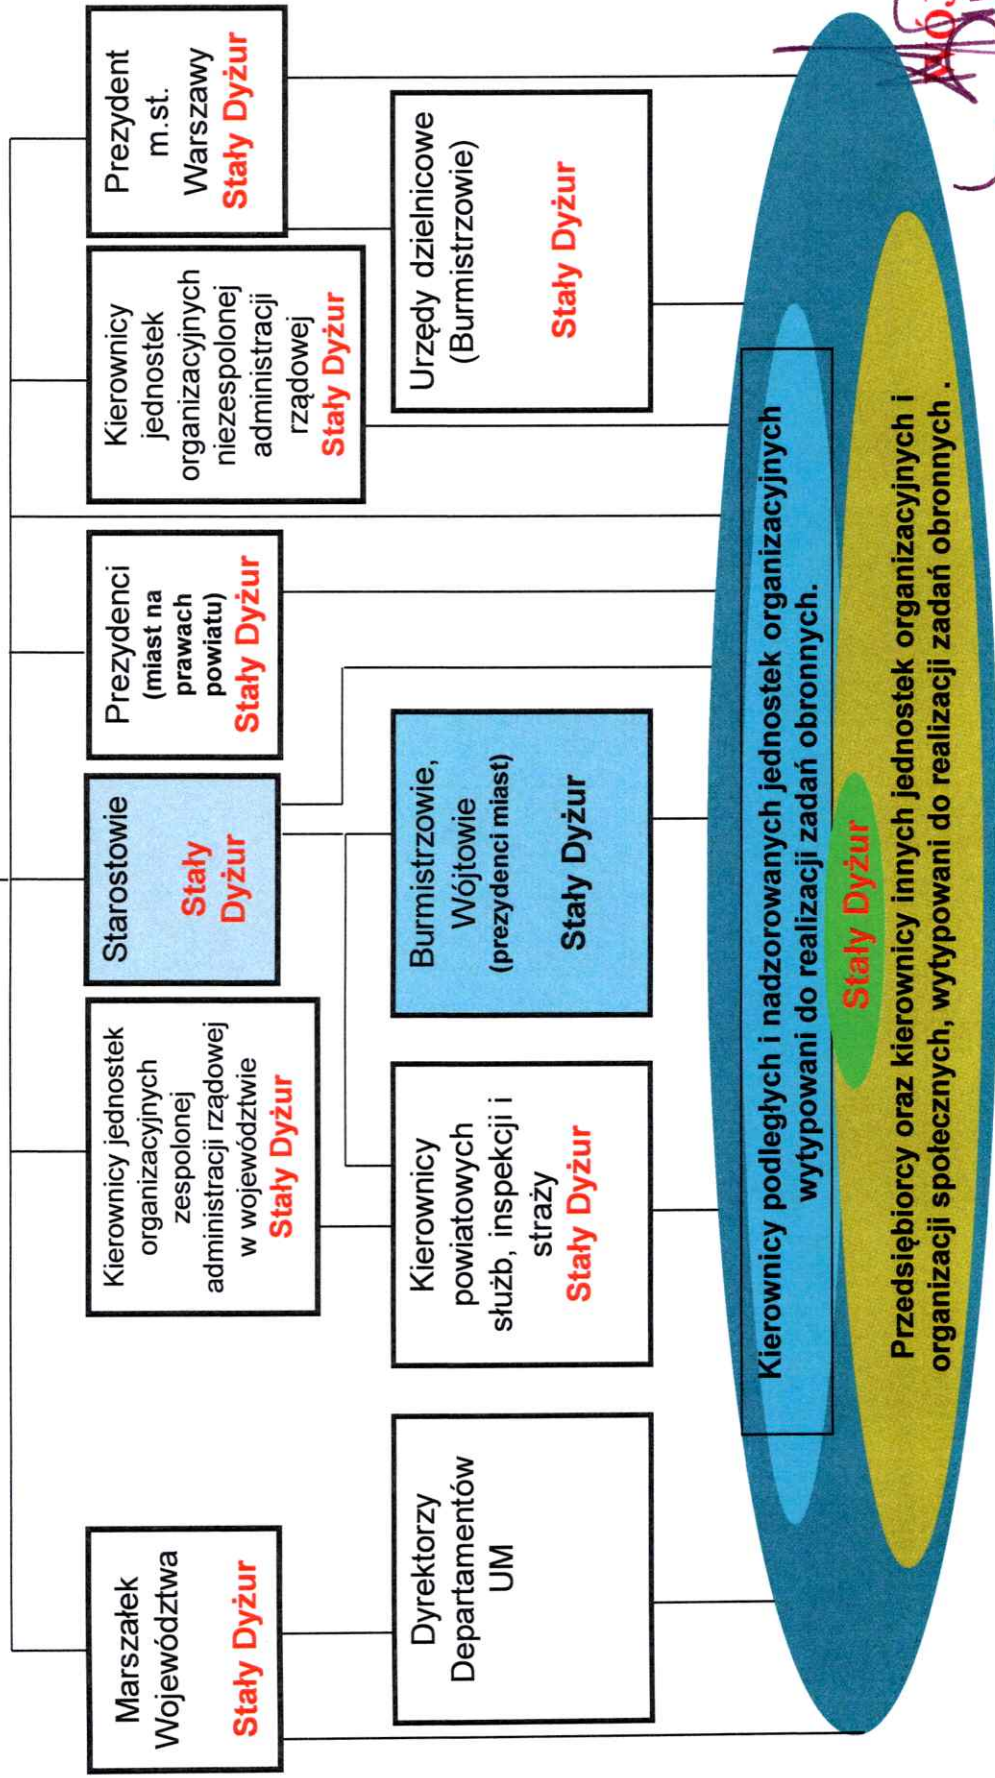 Marszałek
Województwa
Stały Dyżur
Kierownicy jednostek
organizacyjnych
zespolonej
administracji rządowej
w województwie
Stały Dyżur
Starostowie
Stały
Dyżur
Prezydenci
(miast na
prawach
powiatu)
Stały Dyżur
Kierownicy
jednostek
organizacyjnych
niezespolonej
administracji
rządowej
Stały Dyżur
Prezydent
m.st.
Warszawy
Stały Dyżur
Dyrektorzy
Departamentów
UM
Kierownicy
powiatowych
służb, inspekcji i
straży
Stały Dyżur
Burmistrzowie,
Wójtowie
(prezydenci miast)
Stały Dyżur
Urzędy dzielnicowe
(Burmistrzowie)
Stały Dyżur
Kierownicy podległych i nadzorowanych jednostek organizacyjnych
wytypowani do realizacji zadań obronnych.
Stały Dyżur
Przedsiębiorcy oraz kierownicy innych jednostek organizacyjnych i
organizacji społecznych, wytypowani do realizacji zadań obronnych .